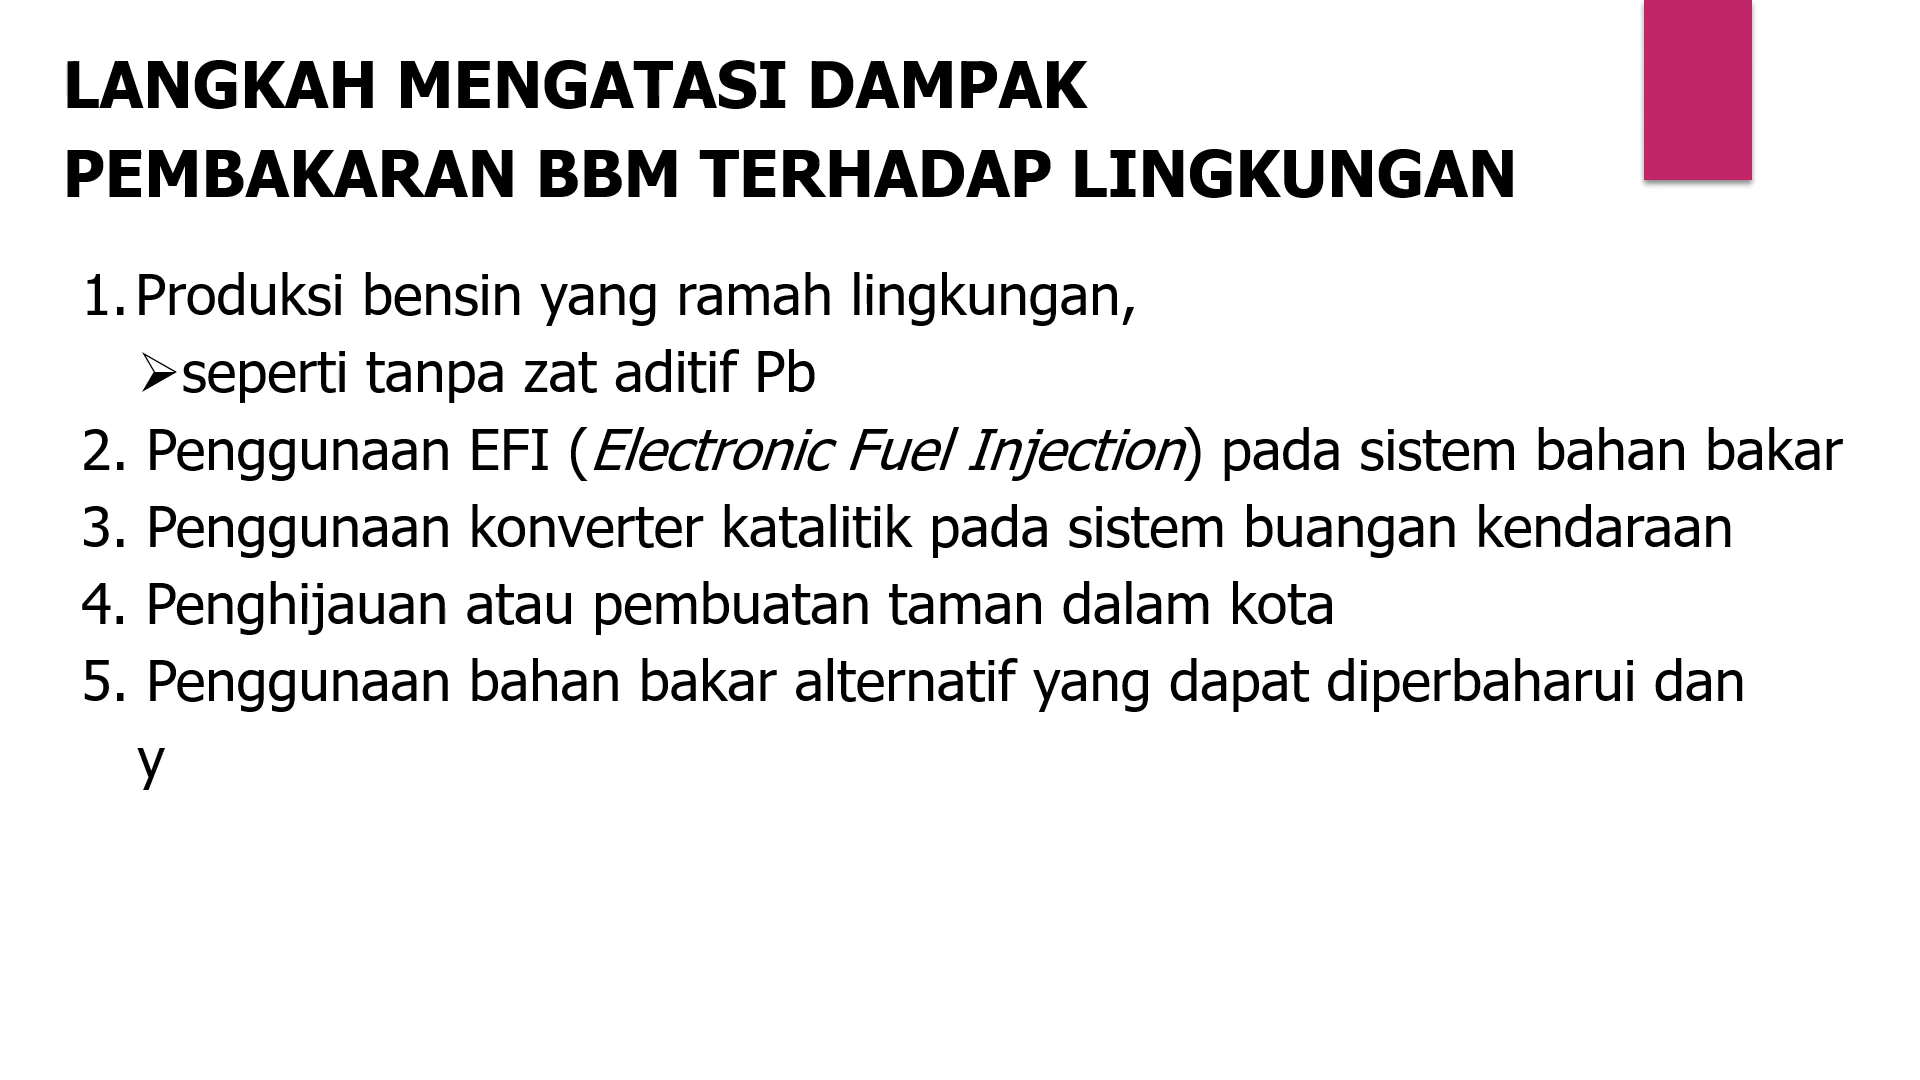 LANGKAH MENGATASI DAMPAK
PEMBAKARAN BBM TERHADAP LINGKUNGAN
1. Produksi bensin yang ramah lingkungan,
➢seperti tanpa zat aditif Pb
2. Penggunaan EFI (Electronic Fuel Injection) pada sistem bahan bakar
3. Penggunaan konverter katalitik pada sistem buangan kendaraan
4. Penghijauan atau pembuatan taman dalam kota
5. Penggunaan bahan bakar alternatif yang dapat diperbaharui dan
y